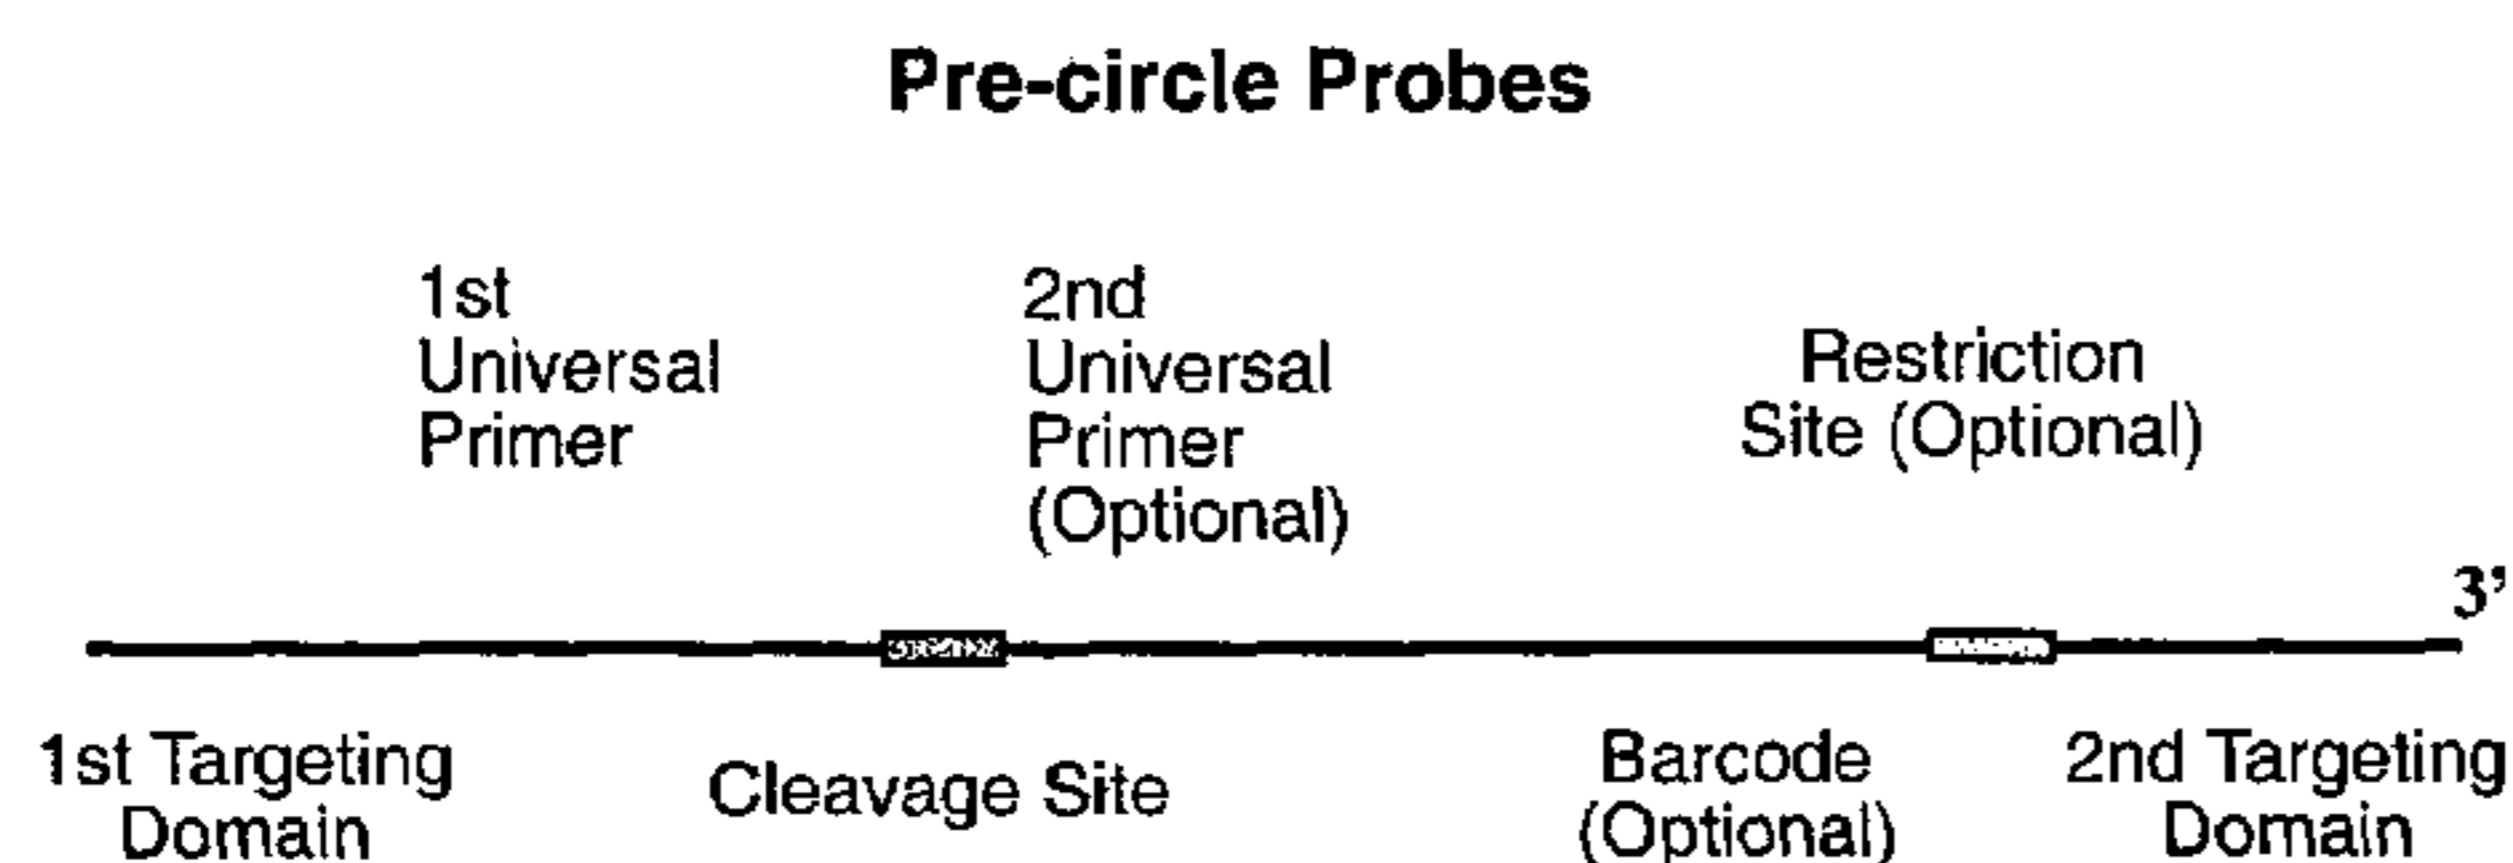 Pre-circle Probes
1st
Universal
Primer
2nd
Universal
Primer
(Optional)
Restriction
Site (Optional)
3’
1st Targeting
Domain
Cleavage Site
Barcode
(Optional)
2nd Targeting
Domain